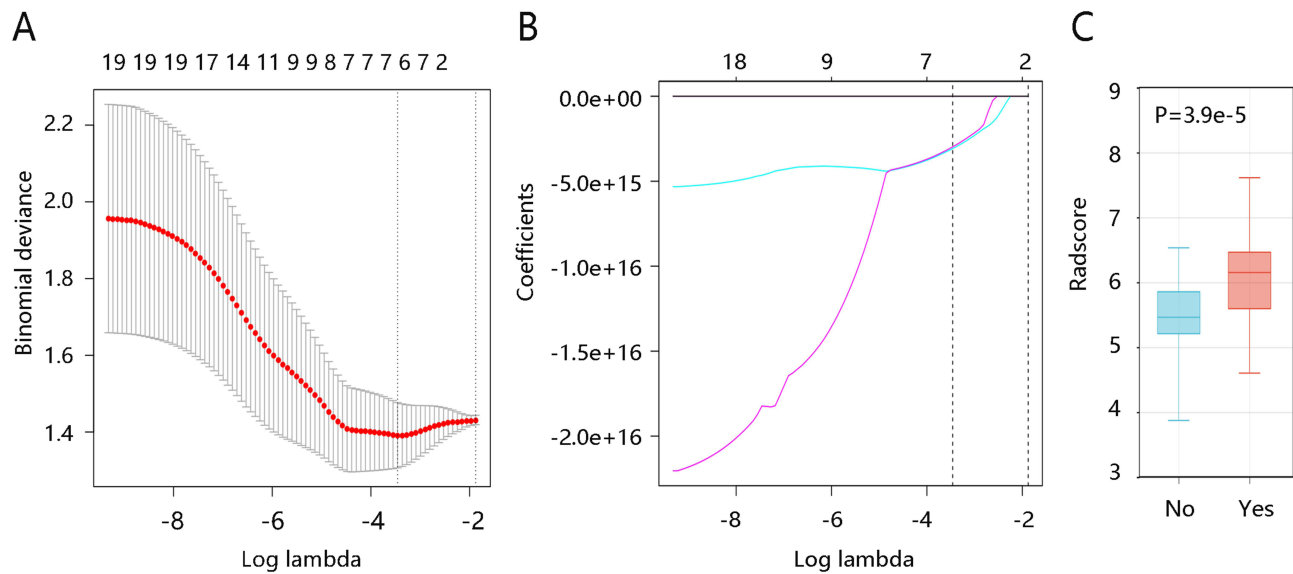 A
19 19 19 17 14 11 9 9 8 7 7 7 6 7 2
2.2
2.0
1.8
1.6
1.4
Binomial deviance
-8 -6 -4 -2
Log lambda
B
18 9 7 2
0.0e+00
-5.0e+15
-1.0e+16
-1.5e+16
-2.0e+16
Coefficients
-8 -6 -4 -2
Log lambda
C
P=3.9e-5
9
8
7
6
5
4
3
Radscore
No Yes